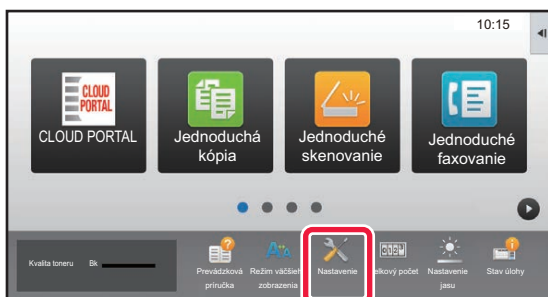 10:15
CLOUD
PORTAL
CLOUD PORTAL
Jednoduchá
kópia
Jednoduché
skenovanie
Jednoduché
faxovanie
Kvalita toneru Bk
Prevádzková
príručka
Režim väčšieh
zobrazenia
Nastavenie
elkový počet
Nastavenie
jasu
Stav úlohy